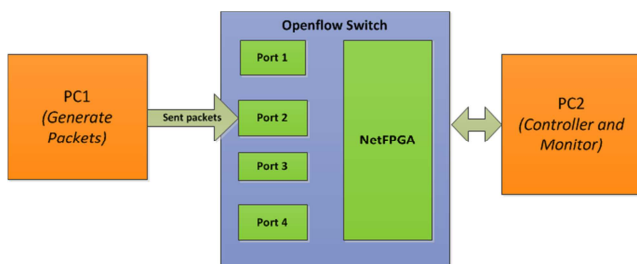 Openflow Switch
PC1
(Generate
Packets)
Sent packets
Port 1
Port 2
Port 3
Port 4
NetFPGA
PC2
(Controller and
Monitor)